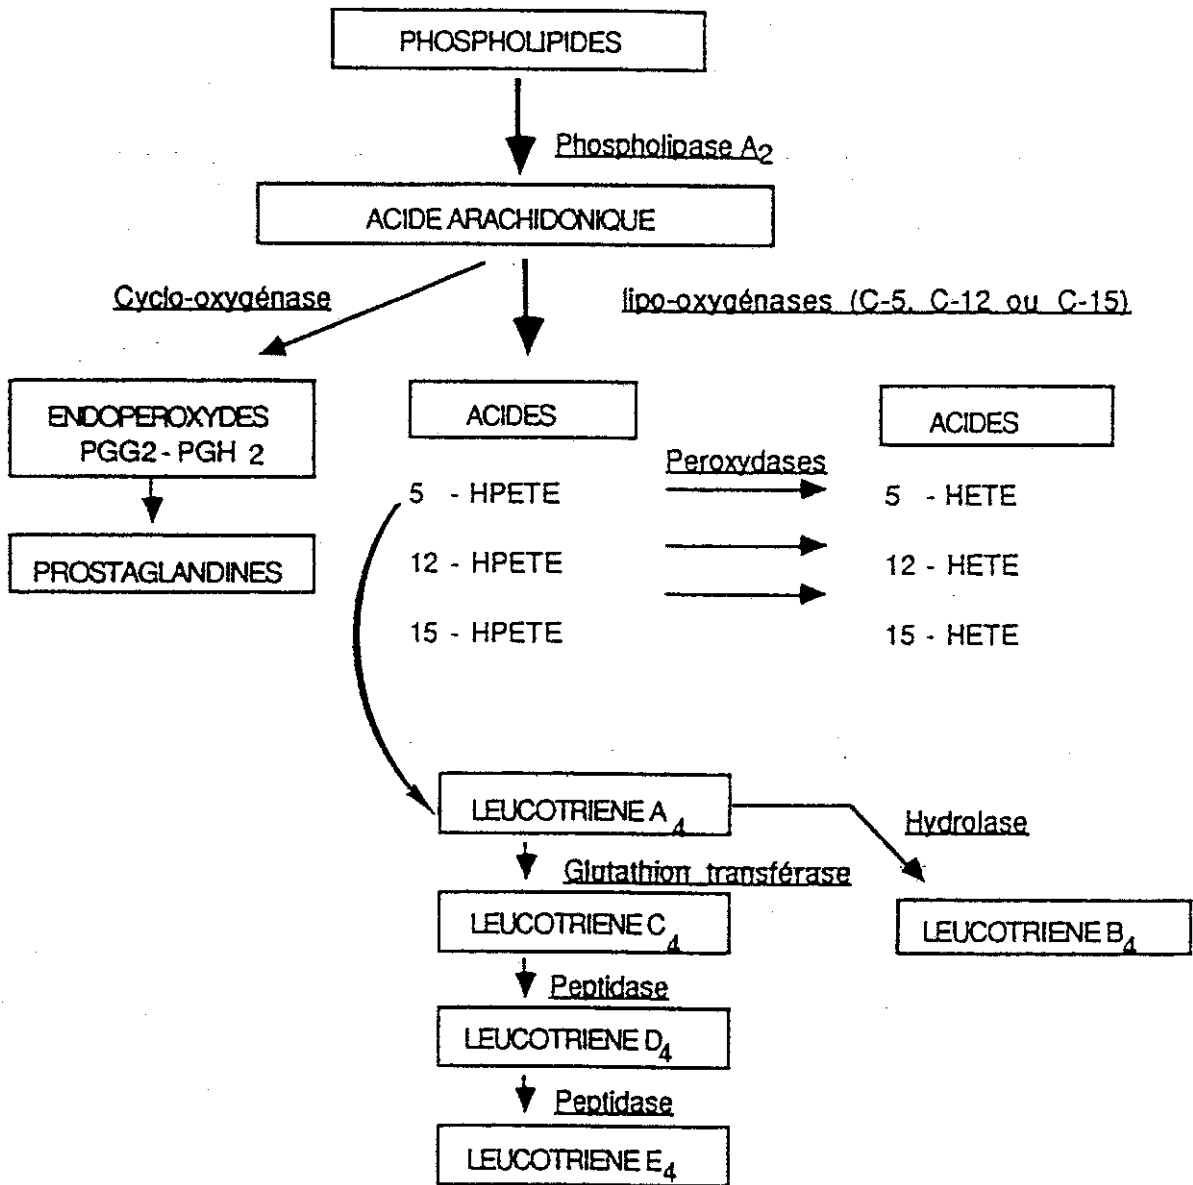 PHOSPHOLIPIDES
Phospholipase A2
ACIDE ARACHIDONIQUE
Cyclo-oxygénase
lipo-oxygénases (C-5, C-12 ou C-15)
ENDOPEROXYDES
PGG2 - PGH 2
ACIDES
ACIDES
Peroxydases
5 - HPETE
5 - HETE
12 - HPETE
12 - HETE
15 - HPETE
15 - HETE
PROSTAGLANDINES
LEUCOTRIENE A4
Hydrolase
Glutathion transférase
LEUCOTRIENE C4
LEUCOTRIENE B4
Peptidase
LEUCOTRIENE D4
Peptidase
LEUCOTRIENE E4